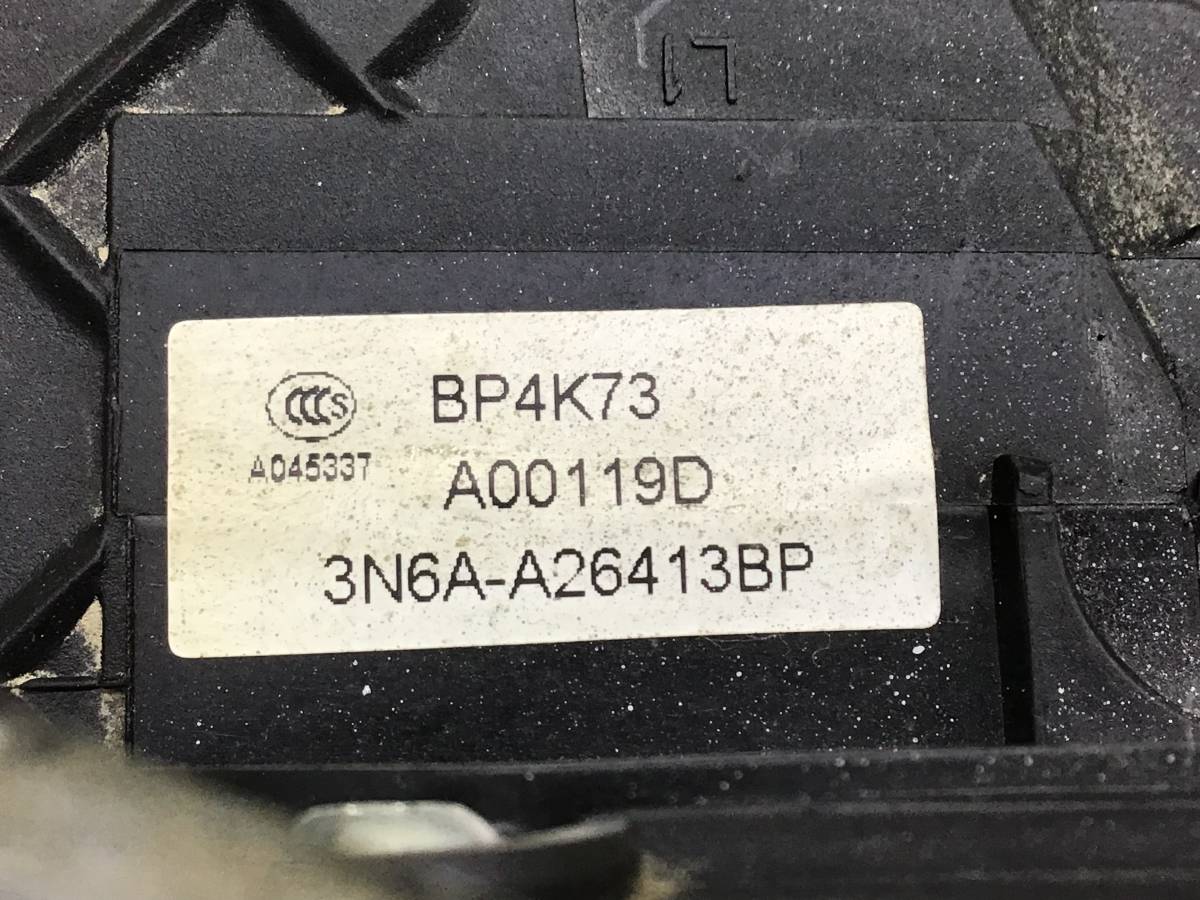 L1
CCCS
BP4K73
A045337
A00119D
3N6A-A26413BP